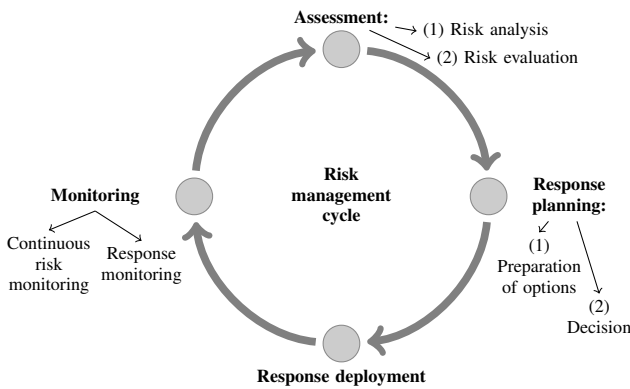 Assessment:
(1) Risk analysis
(2) Risk evaluation
Risk
management
cycle
Response
planning:
(1)
Preparation
of options
(2)
Decision
Response deployment
Monitoring
Continuous
risk
monitoring
Response
monitoring